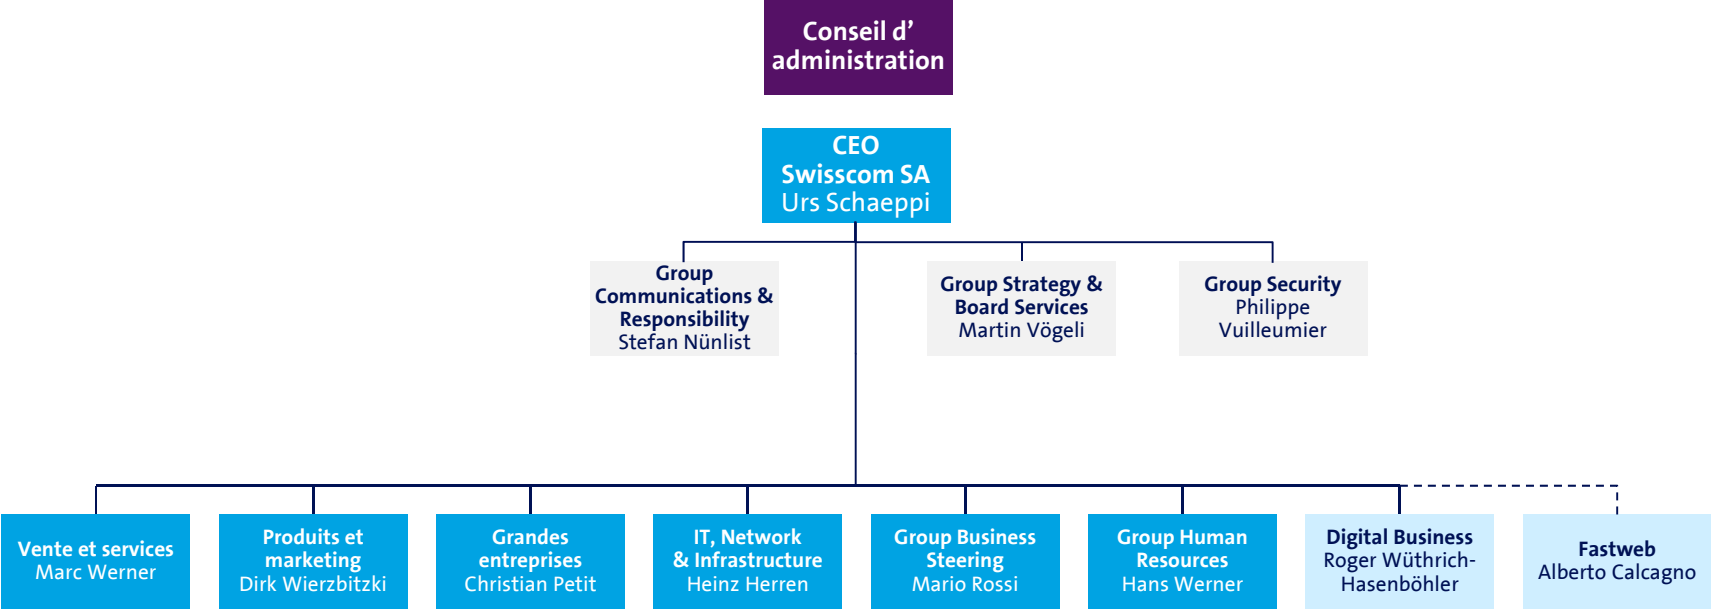 Conseil d’
administration
CEO
Swisscom SA
Urs Schaeppi
Group
Communications &
Responsibility
Stefan Nünlist
Group Strategy &
Board Services
Martin Vögeli
Group Security
Philippe
Vuilleumier
Vente et services
Marc Werner
Produits et
marketing
Dirk Wierzbitzki
Grandes
entreprises
Christian Petit
IT, Network
& Infrastructure
Heinz Herren
Group Business
Steering
Mario Rossi
Group Human
Resources
Hans Werner
Digital Business
Roger Wüthrich-
Hasenböhler
Fastweb
Alberto Calcagno